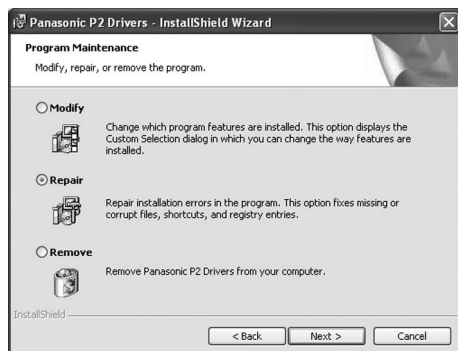 Panasonic P2 Drivers - InstallShield Wizard
Program Maintenance
Modify, repair, or remove the program.
Modify
Change which program features are installed. This option displays the
Custom Selection dialog in which you can change the way features are
installed.
Repair
Repair installation errors in the program. This option fixes missing or
corrupt files, shortcuts, and registry entries.
Remove
Remove Panasonic P2 Drivers from your computer.
InstallShield
< Back
Next >
Cancel